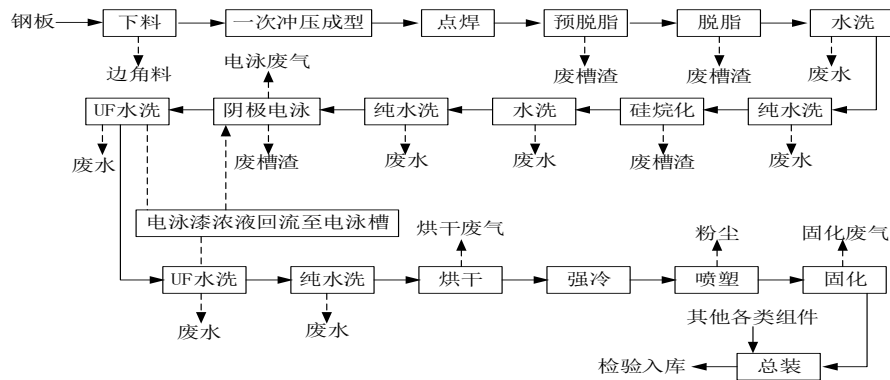 钢板
下料
一次冲压成型
点焊
预脱脂
脱脂
水洗
边角料
电泳废气
废槽渣
废槽渣
废水
UF水洗
阴极电泳
纯水洗
水洗
硅烷化
纯水洗
废水
废槽渣
废水
废水
废槽渣
废水
电泳漆浓液回流至电泳槽
烘干废气
粉尘
固化废气
UF水洗
纯水洗
烘干
强冷
喷塑
固化
废水
废水
其他各类组件
检验入库
总装